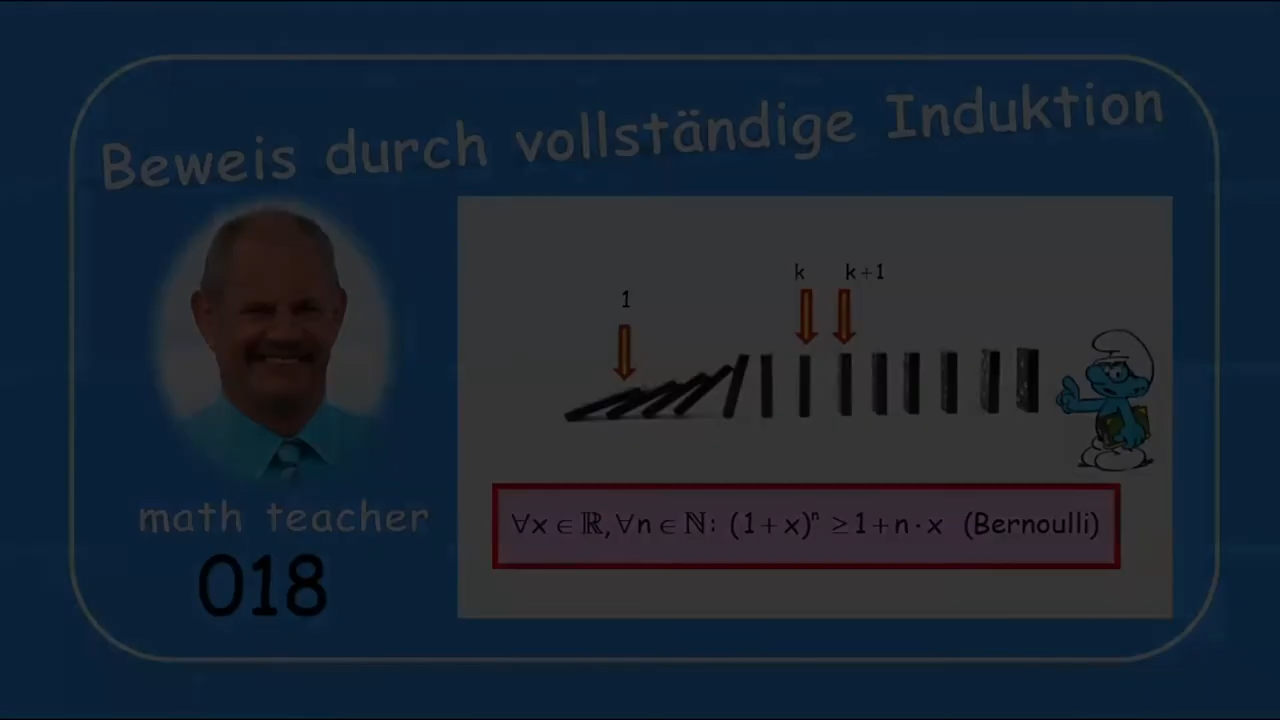 Beweis durch vollständige Induktion
1
k
k+1
math teacher
018
∀x ∈ ℝ, ∀n ∈ ℕ: (1+x)ⁿ ≥ 1+n·x (Bernoulli)